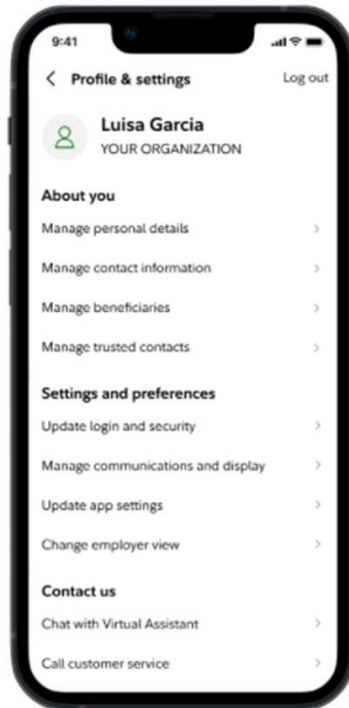 9:41
Profile & settings
Log out
Luisa Garcia
YOUR ORGANIZATION
About you
Manage personal details
Manage contact information
Manage beneficiaries
Manage trusted contacts
Settings and preferences
Update login and security
Manage communications and display
Update app settings
Change employer view
Contact us
Chat with Virtual Assistant
Call customer service